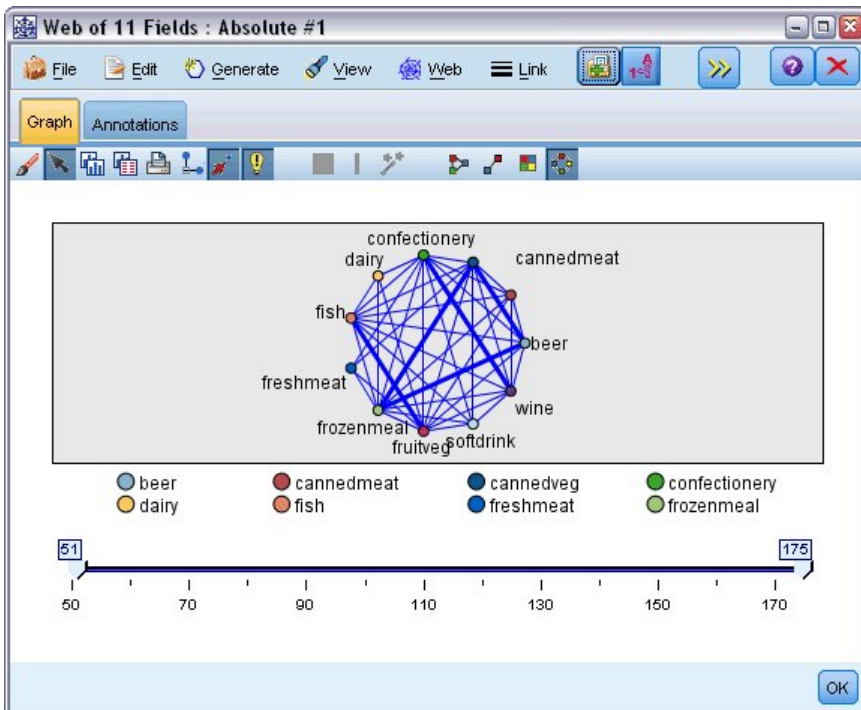 Web of 11 Fields : Absolute #1
File Edit Generate View Web Link
Graph Annotations
confectionery
dairy cannedmeat
fish
beer
freshmeat
wine
frozenmeal softdrink
fruitveg
beer cannedmeat cannedveg confectionery
dairy fish freshmeat frozenmeal
51 175
50 70 90 110 130 150 170
OK